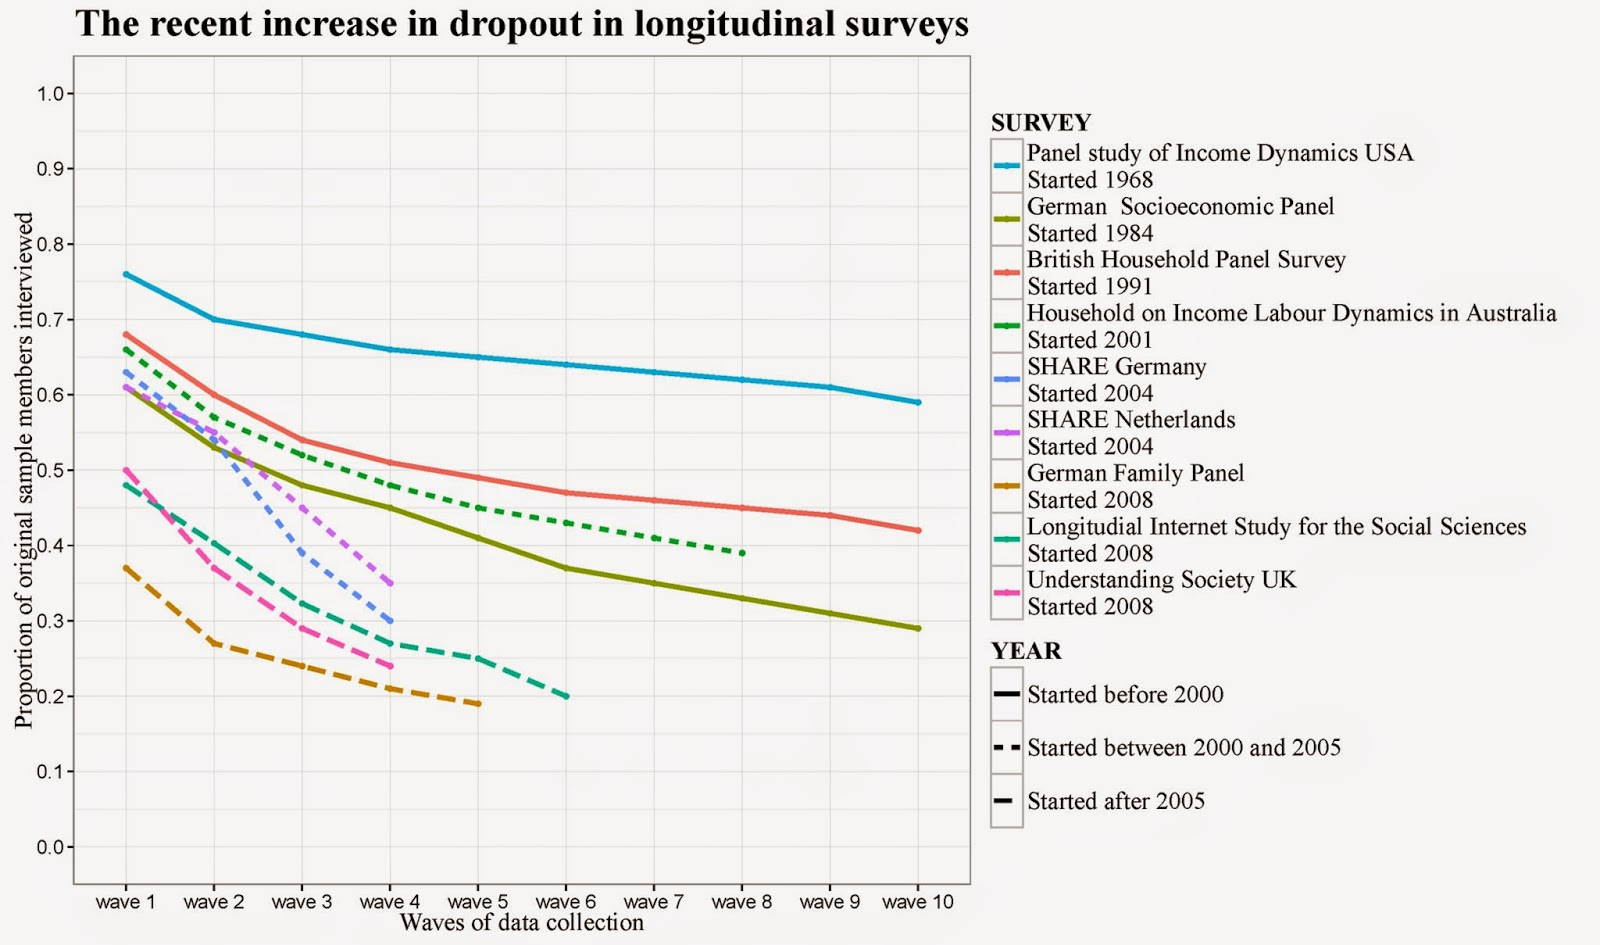 The recent increase in dropout in longitudinal surveys
Proportion of original sample members interviewed
1.0
0.9
0.8
0.7
0.6
0.5
0.4
0.3
0.2
0.1
0.0
wave 1 wave 2 wave 3 wave 4 wave 5 wave 6 wave 7 wave 8 wave 9 wave 10
Waves of data collection
SURVEY
Panel study of Income Dynamics USA
Started 1968
German Socioeconomic Panel
Started 1984
British Household Panel Survey
Started 1991
Household on Income Labour Dynamics in Australia
Started 2001
SHARE Germany
Started 2004
SHARE Netherlands
Started 2004
German Family Panel
Started 2008
Longitudial Internet Study for the Social Sciences
Started 2008
Understanding Society UK
Started 2008
YEAR
Started before 2000
Started between 2000 and 2005
Started after 2005